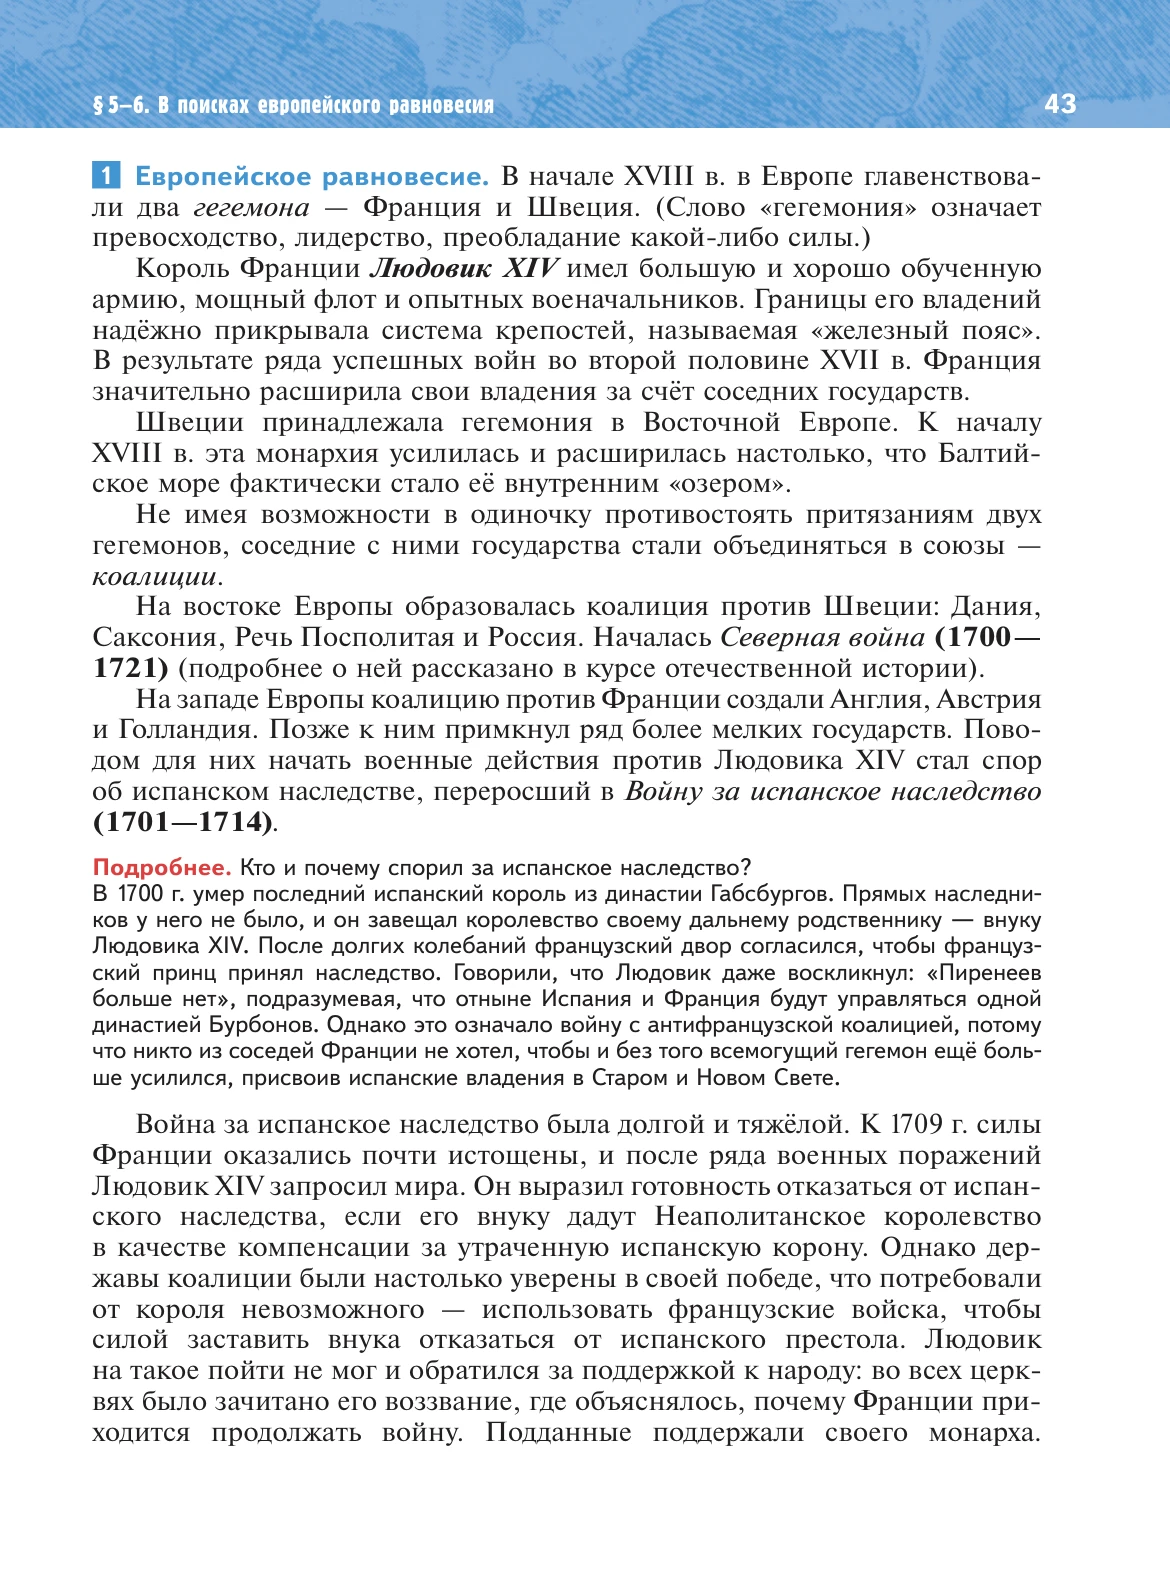 § 5–6. В поисках европейского равновесия
43
1 Европейское равновесие. В начале XVIII в. в Европе главенствова-
ли два гегемона — Франция и Швеция. (Слово «гегемония» означает
превосходство, лидерство, преобладание какой-либо силы.)
Король Франции Людовик XIV имел большую и хорошо обученную
армию, мощный флот и опытных военачальников. Границы его владений
надёжно прикрывала система крепостей, называемая «железный пояс».
В результате ряда успешных войн во второй половине XVII в. Франция
значительно расширила свои владения за счёт соседних государств.
Швеции принадлежала гегемония в Восточной Европе. К началу
XVIII в. эта монархия усилилась и расширилась настолько, что Балтий-
ское море фактически стало её внутренним «озером».
Не имея возможности в одиночку противостоять притязаниям двух
гегемонов, соседние с ними государства стали объединяться в союзы —
коалиции.
На востоке Европы образовалась коалиция против Швеции: Дания,
Саксония, Речь Посполитая и Россия. Началась Северная война (1700—
1721) (подробнее о ней рассказано в курсе отечественной истории).
На западе Европы коалицию против Франции создали Англия, Австрия
и Голландия. Позже к ним примкнул ряд более мелких государств. Пово-
дом для них начать военные действия против Людовика XIV стал спор
об испанском наследстве, переросший в Войну за испанское наследство
(1701—1714).
Подробнее. Кто и почему спорил за испанское наследство?
В 1700 г. умер последний испанский король из династии Габсбургов. Прямых наследни-
ков у него не было, и он завещал королевство своему дальнему родственнику — внуку
Людовика XIV. После долгих колебаний французский двор согласился, чтобы француз-
ский принц принял наследство. Говорили, что Людовик даже воскликнул: «Пиренеев
больше нет», подразумевая, что отныне Испания и Франция будут управляться одной
династией Бурбонов. Однако это означало войну с антифранцузской коалицией, потому
что никто из соседей Франции не хотел, чтобы и без того всемогущий гегемон ещё боль-
ше усилился, присвоив испанские владения в Старом и Новом Свете.
Война за испанское наследство была долгой и тяжёлой. К 1709 г. силы
Франции оказались почти истощены, и после ряда военных поражений
Людовик XIV запросил мира. Он выразил готовность отказаться от испан-
ского наследства, если его внуку дадут Неаполитанское королевство
в качестве компенсации за утраченную испанскую корону. Однако дер-
жавы коалиции были настолько уверены в своей победе, что потребовали
от короля невозможного — использовать французские войска, чтобы
силой заставить внука отказаться от испанского престола. Людовик
на такое пойти не мог и обратился за поддержкой к народу: во всех церк-
вях было зачитано его воззвание, где объяснялось, почему Франции при-
ходится продолжать войну. Подданные поддержали своего монарха.